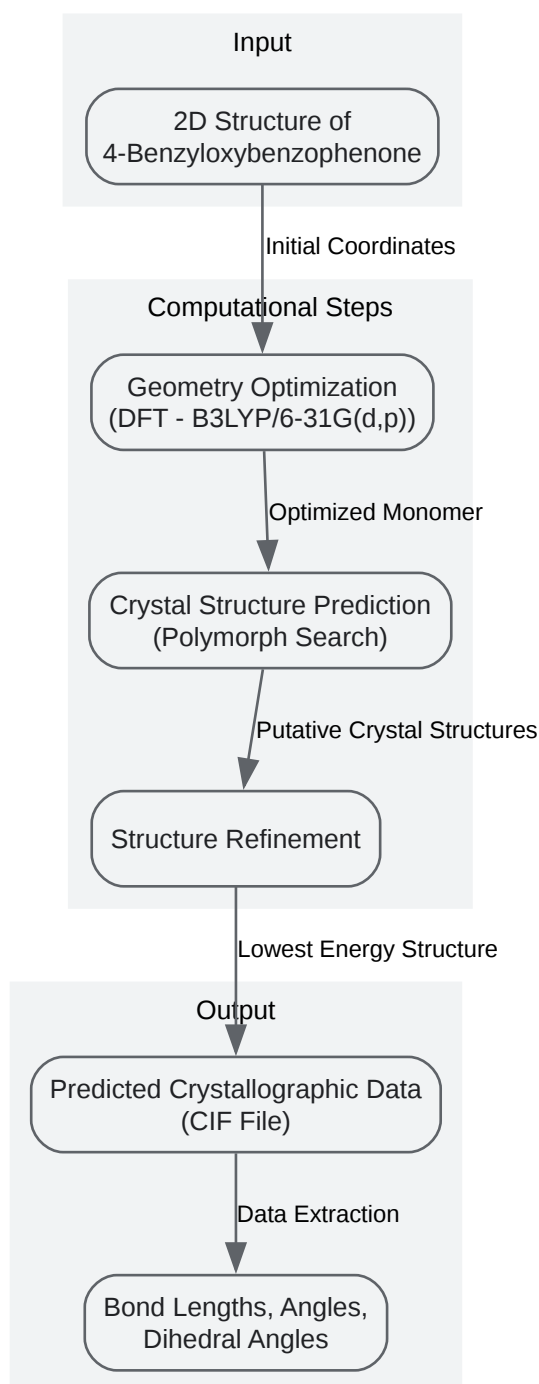 Input
2D Structure of
4-Benzyloxybenzophenone
Initial Coordinates
Computational Steps
Geometry Optimization
(DFT - B3LYP/6-31G(d,p))
Optimized Monomer
Crystal Structure Prediction
(Polymorph Search)
Putative Crystal Structures
Structure Refinement
Lowest Energy Structure
Output
Predicted Crystallographic Data
(CIF File)
Data Extraction
Bond Lengths, Angles,
Dihedral Angles